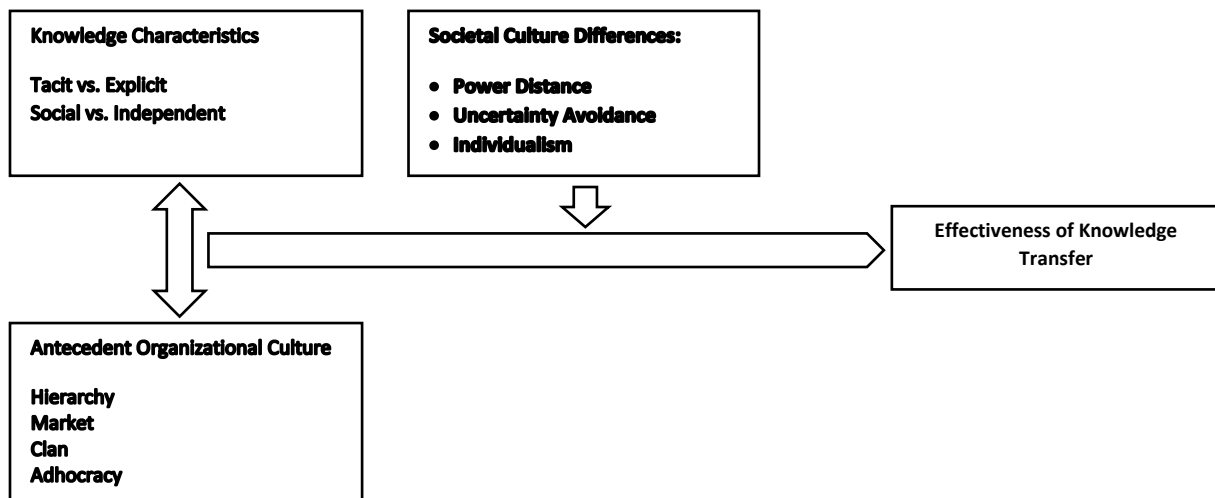 Knowledge Characteristics
Tacit vs. Explicit
Social vs. Independent
Societal Culture Differences:
• Power Distance
• Uncertainty Avoidance
• Individualism
Effectiveness of Knowledge
Transfer
Antecedent Organizational Culture
Hierarchy
Market
Clan
Adhocracy